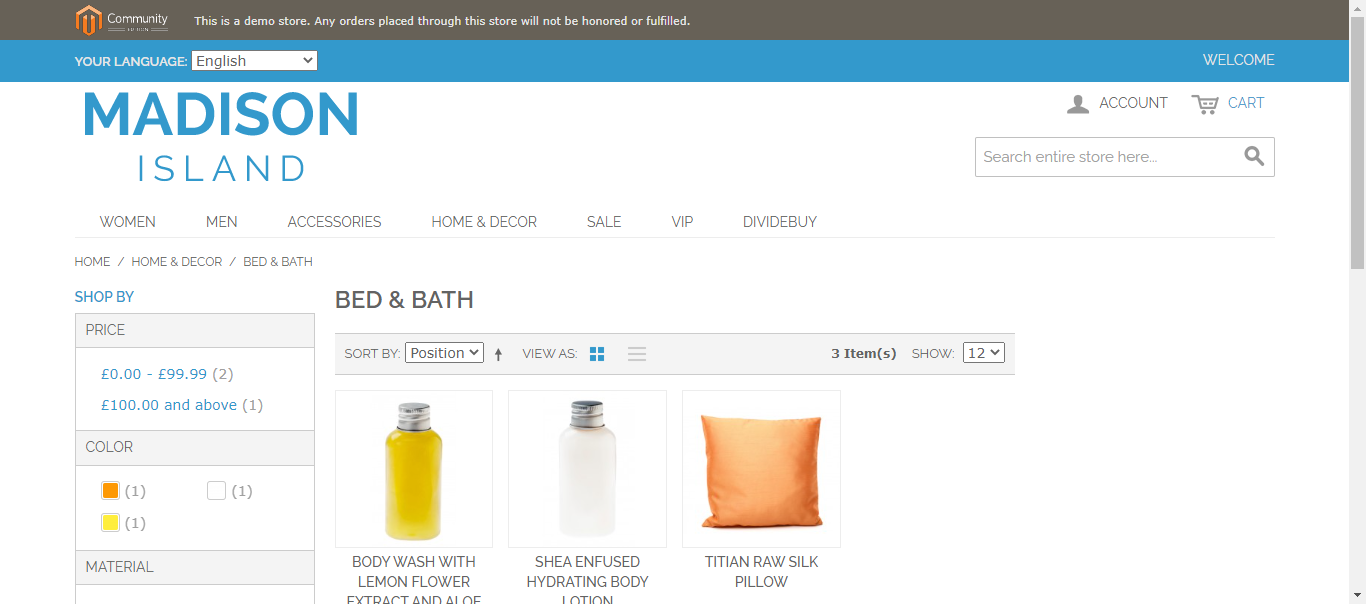 Community
This is a demo store. Any orders placed through this store will not be honored or fulfilled.
YOUR LANGUAGE: English
WELCOME
MADISON
ISLAND
ACCOUNT CART
Search entire store here...
WOMEN MEN ACCESSORIES HOME & DECOR SALE VIP DIVIDEBUY
HOME / HOME & DECOR / BED & BATH
SHOP BY
PRICE
£0.00 - £99.99 (2)
£100.00 and above (1)
COLOR
(1) (1)
(1)
MATERIAL
BED & BATH
SORT BY: Position VIEW AS: 3 Item(s) SHOW: 12
BODY WASH WITH
LEMON FLOWER
EXTRACT AND ALOE
SHEA ENFUSED
HYDRATING BODY
LOTION
TITIAN RAW SILK
PILLOW